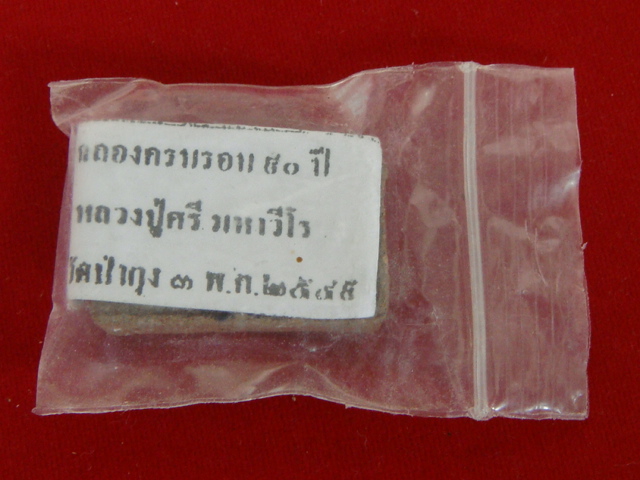 ฉลองครบรอบ ๕๐ ปี
หลวงปู่ศรี มหาวีโร
วัดป่ากุง ๓ พ.ค.๒๕๔๕